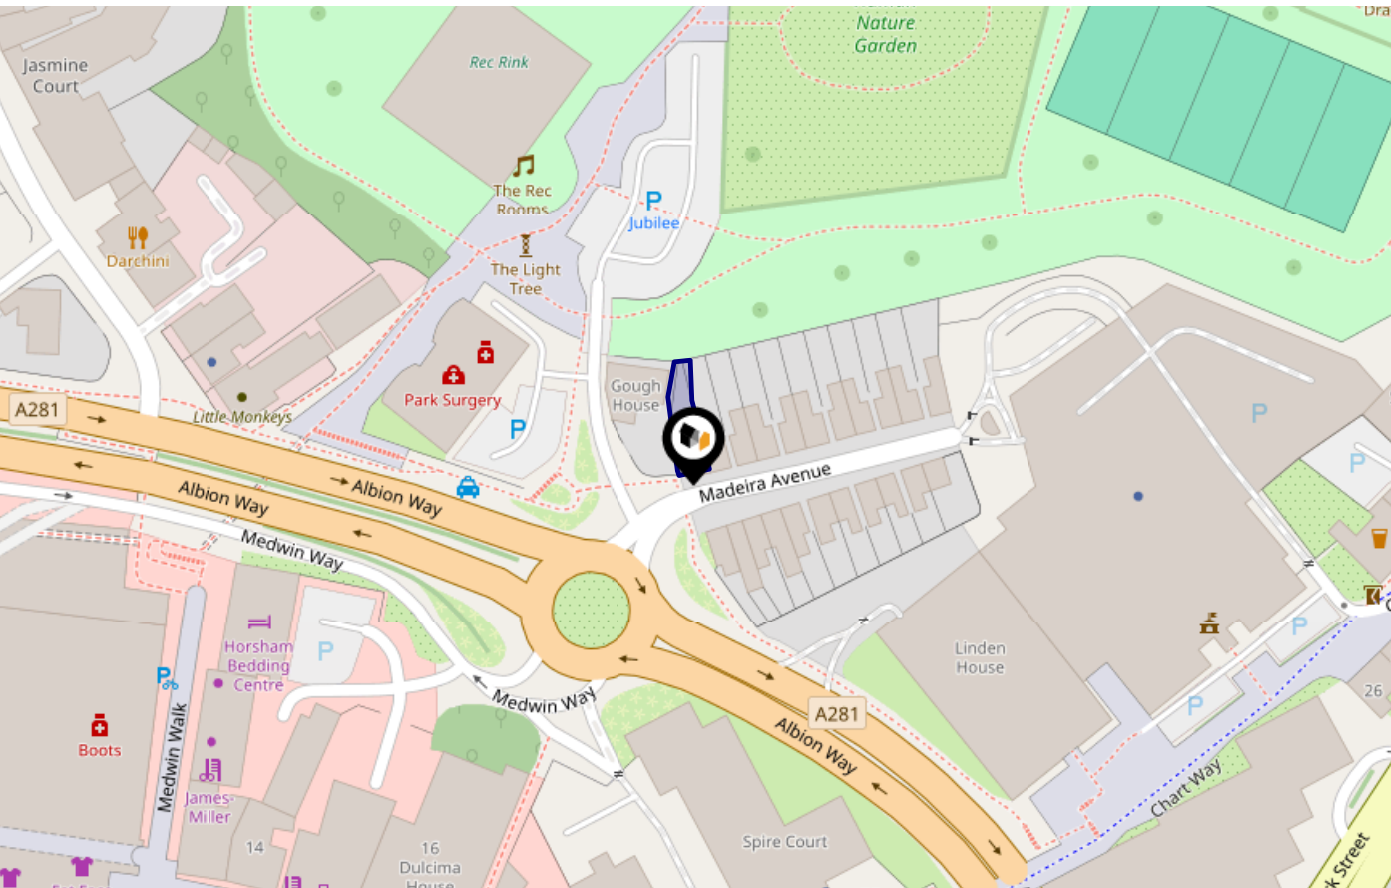 Nature
Garden
Dra
Jasmine
Court
Rec Rink
The Rec
Rooms
P
Jubilee
Darchini
The Light
Tree
Gough
House
Park Surgery
A281
Little Monkeys
P
P
P
Albion Way
Albion Way
Madeira Avenue
Medwin Way
P
Horsham
Bedding
Centre
Linden
House
P
P
Medwin Way
P
26
A281
Albion Way
Boots
Medwin Walk
James
Miller
Chart Way
14
16
Dulcima
House
Spire Court
k Street